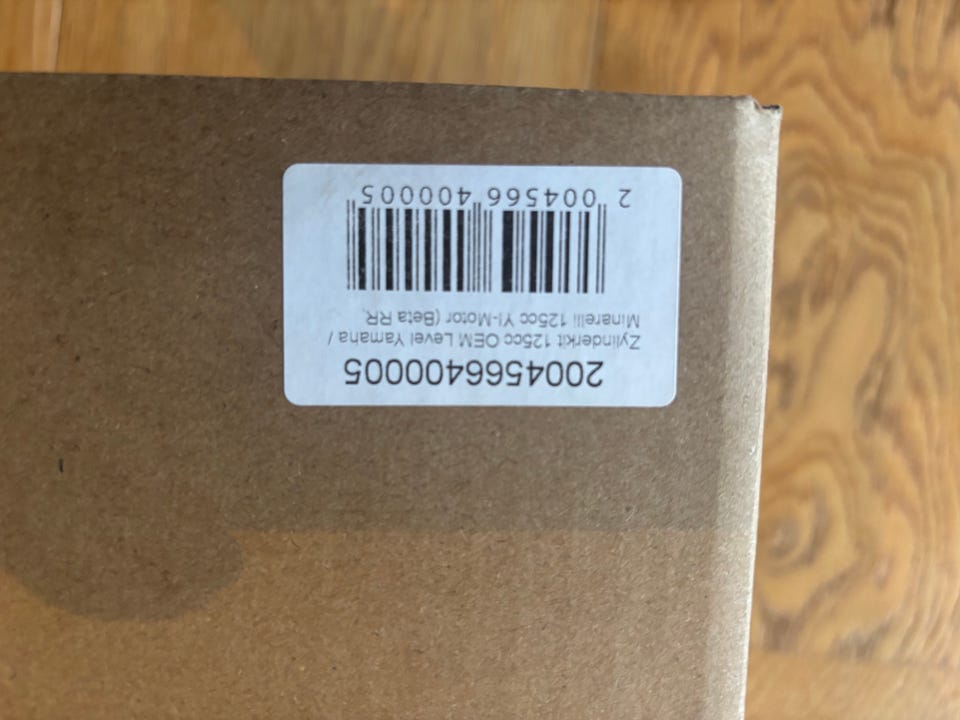 2004566400005
Zylinderkit 125cc OEM Level Yamaha /
Minarelli 125cc YI-Motor (Beta RR,
2 004566 400005